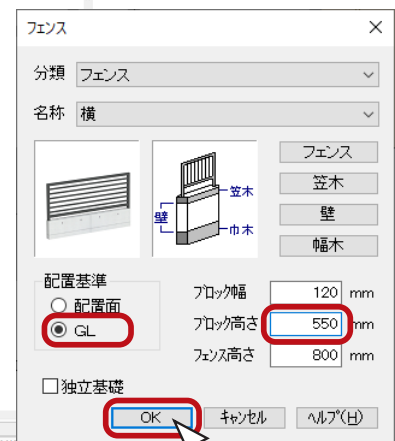 フェンス
分類 フェンス
名称 横
フェンス
笠木
壁
幅木
笠木
壁
巾木
配置基準
配置面
GL
ブロック幅 120 mm
ブロック高さ 550 mm
フェンス高さ 800 mm
独立基礎
OK キャンセル ヘルプ(H)